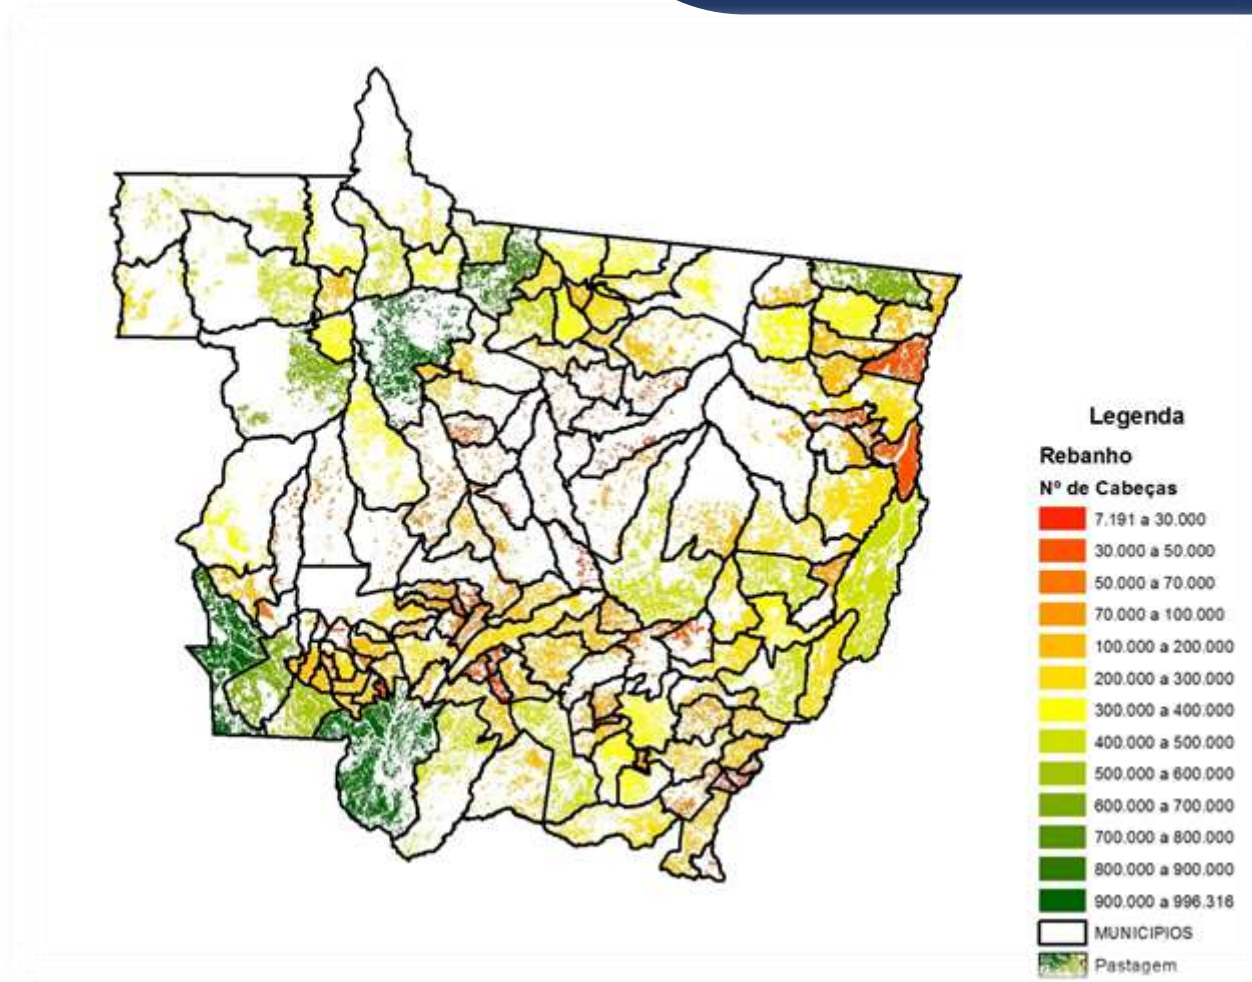 Legenda
Rebanho
Nº de Cabeças
7.191 a 30.000
30.000 a 50.000
50.000 a 70.000
70.000 a 100.000
100.000 a 200.000
200.000 a 300.000
300.000 a 400.000
400.000 a 500.000
500.000 a 600.000
600.000 a 700.000
700.000 a 800.000
800.000 a 900.000
900.000 a 996.316
MUNICIPIOS
Pastagem